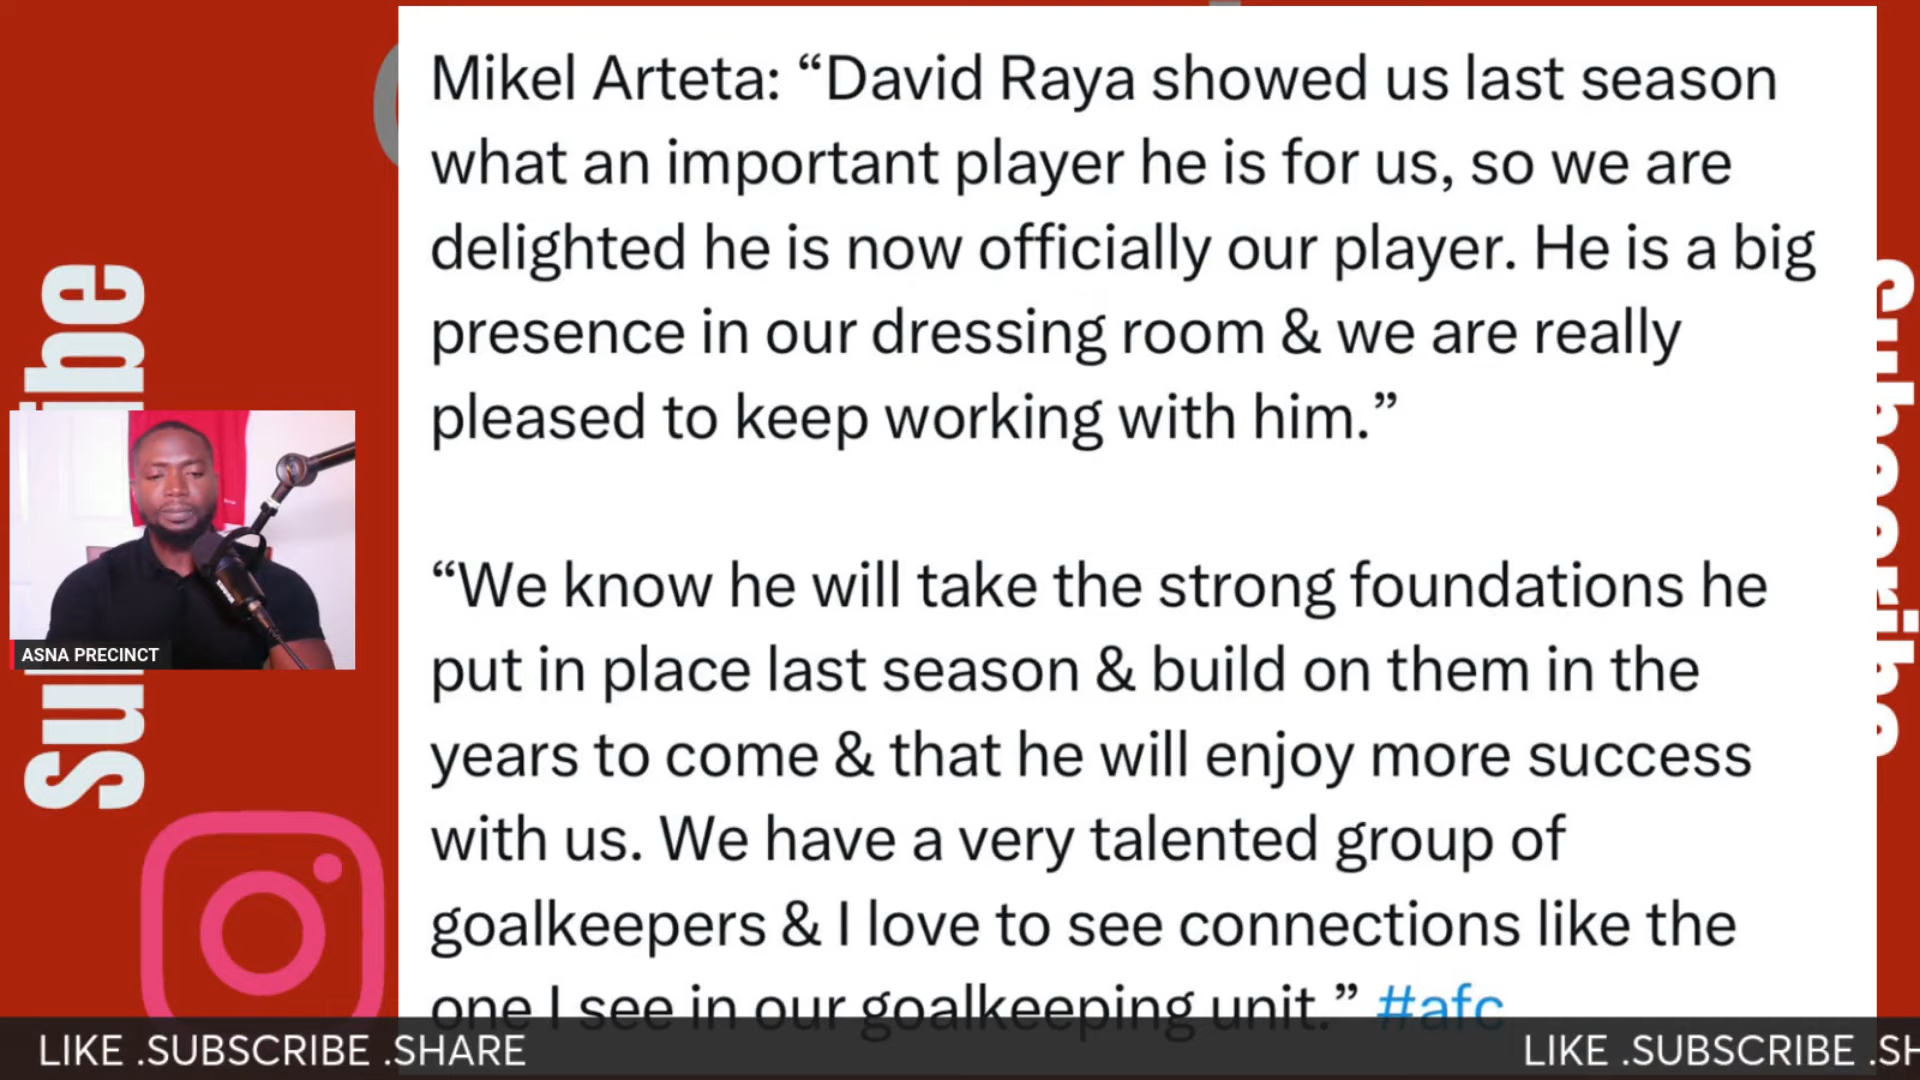 Mikel Arteta: “David Raya showed us last season
what an important player he is for us, so we are
delighted he is now officially our player. He is a big
presence in our dressing room & we are really
pleased to keep working with him.”
“We know he will take the strong foundations he
put in place last season & build on them in the
years to come & that he will enjoy more success
with us. We have a very talented group of
goalkeepers & I love to see connections like the
one I see in our goalkeeping unit.” #afc
ASNA PRECINCT
Subscribe
LIKE .SUBSCRIBE .SHARE
LIKE .SUBSCRIBE .SH